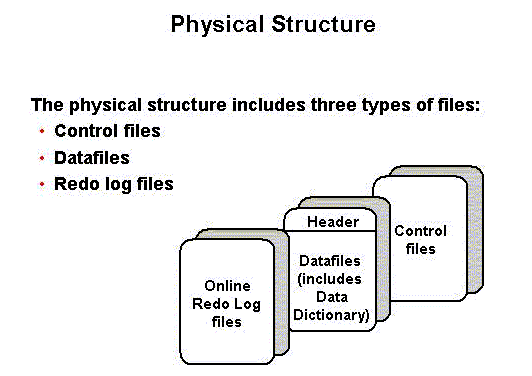 Physical Structure
The physical structure includes three types of files:
• Control files
• Datafiles
• Redo log files
Online
Redo Log
files
Header
Datafiles
(includes
Data
Dictionary)
Control
files